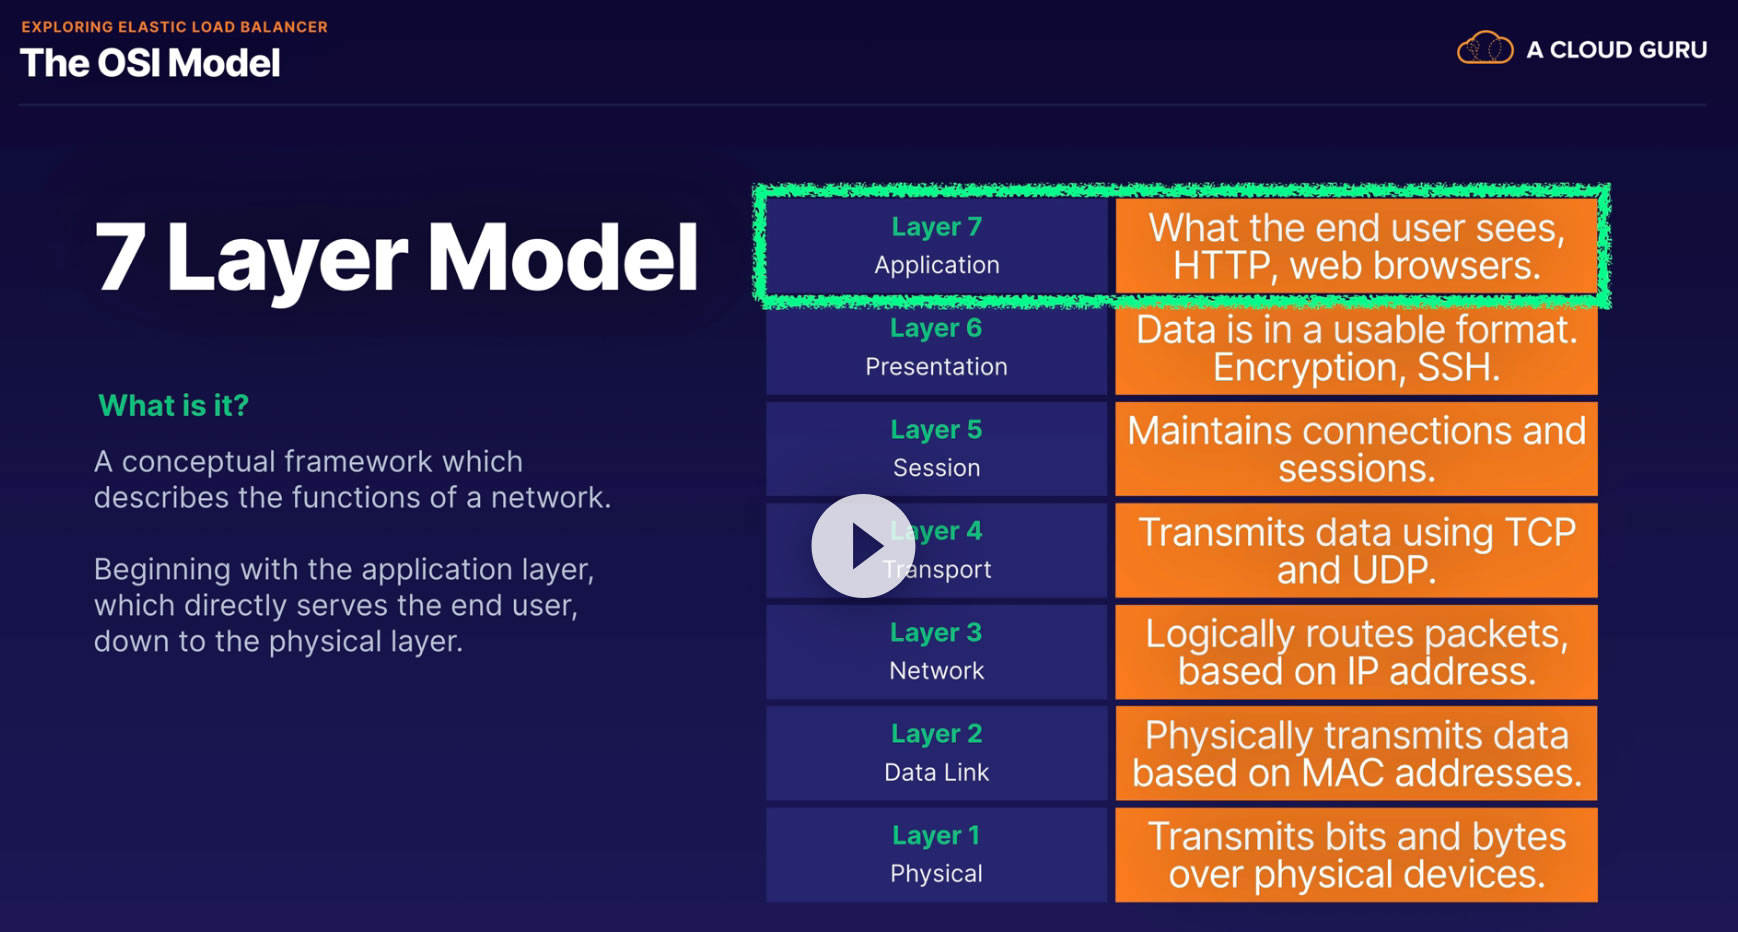 EXPLORING ELASTIC LOAD BALANCER
The OSI Model
A CLOUD GURU
7 Layer Model
What is it?
A conceptual framework which
describes the functions of a network.
Beginning with the application layer,
which directly serves the end user,
down to the physical layer.
Layer 7
Application
What the end user sees,
HTTP, web browsers.
Layer 6
Presentation
Data is in a usable format.
Encryption, SSH.
Layer 5
Session
Maintains connections and
sessions.
Layer 4
Transport
Transmits data using TCP
and UDP.
Layer 3
Network
Logically routes packets,
based on IP address.
Layer 2
Data Link
Physically transmits data
based on MAC addresses.
Layer 1
Physical
Transmits bits and bytes
over physical devices.